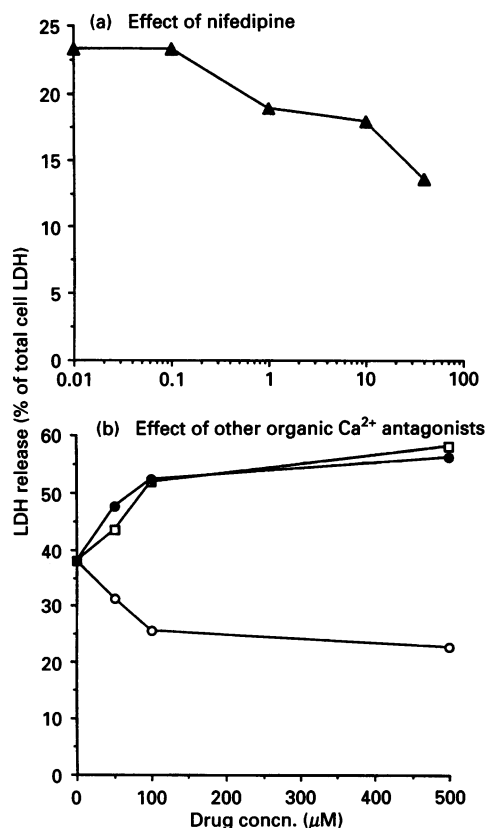 (a) Effect of nifedipine
25
20
15
10
5
0
0.01 0.1 1 10 100
LDH release (% of total cell LDH)
(b) Effect of other organic Ca²⁺ antagonists
60
50
40
30
20
10
0
0 100 200 300 400 500
Drug concn. (μM)